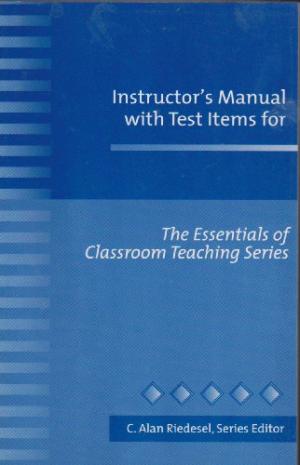 Instructor's Manual
with Test Items for
The Essentials of
Classroom Teaching Series
C. Alan Riedesel, Series Editor